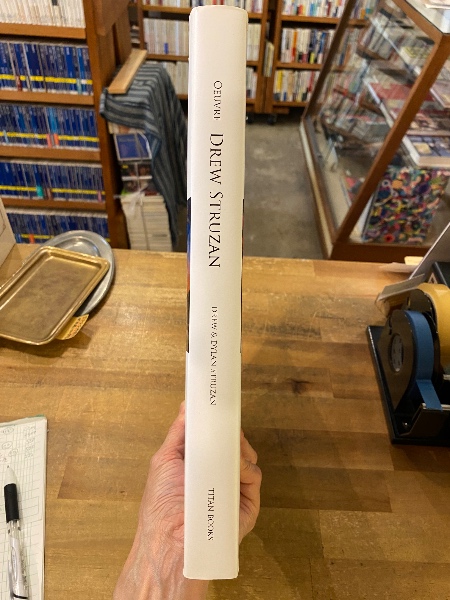 OEUVRE
DREW STRUZAN
DREW & DYLAN STRUZAN
TITAN BOOKS